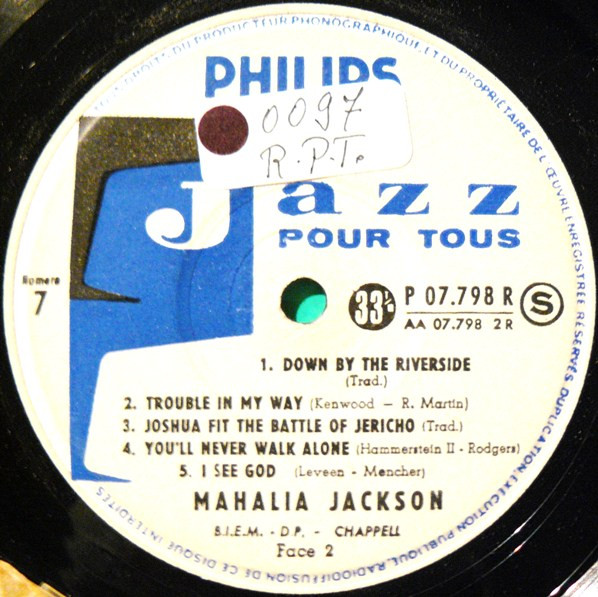 TOUS DROITS DU PRODUCTEUR PHONOGRAPHIQUE ET DU PROPRIÉTAIRE DE L'ŒUVRE ENREGISTRÉE RÉSERVÉS. DUPLICATION, EXÉCUTION PUBLIQUE, RADIODIFFUSION DE CE DISQUE INTERDITES
PHILIPS
0097
R.P.T.
Jazz
POUR TOUS
Numero
7
33⅓
P 07.798 R
AA 07.798 2 R
S
1. DOWN BY THE RIVERSIDE
(Trad.)
2. TROUBLE IN MY WAY (Kenwood - R. Martin)
3. JOSHUA FIT THE BATTLE OF JERICHO (Trad.)
4. YOU'LL NEVER WALK ALONE (Hammerstein II - Rodgers)
5. I SEE GOD (Leveen - Mencher)
MAHALIA JACKSON
B.I.E.M. - D.P. - CHAPPELL
Face 2